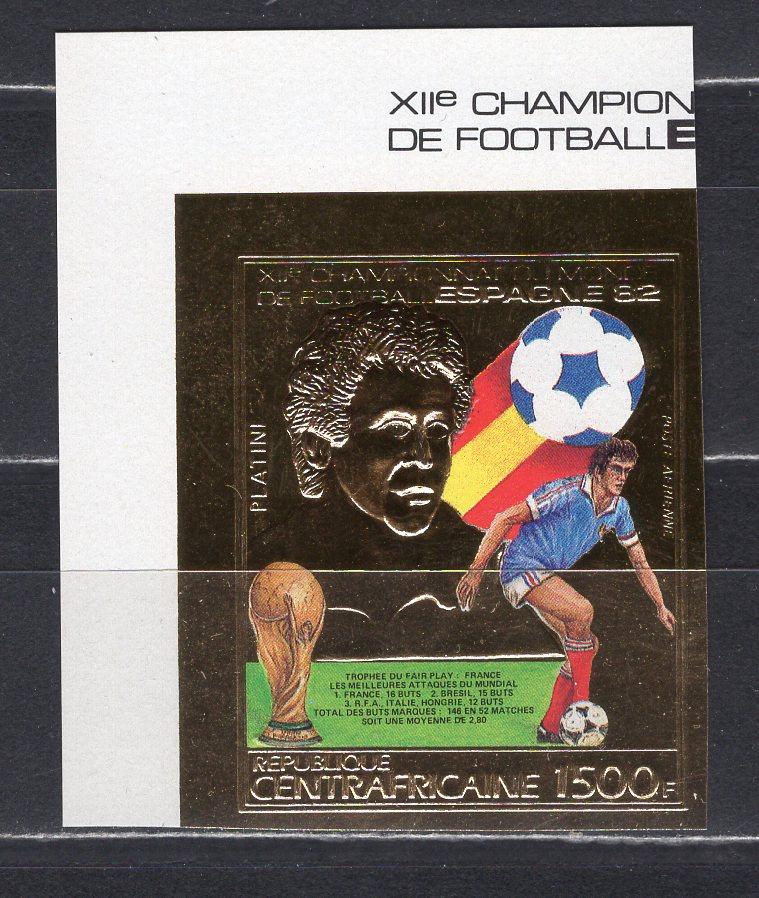 XIIe CHAMPION
DE FOOTBALLE
XIIe CHAMPIONNAT DU MONDE
DE FOOTBALL ESPAGNE 82
PLATINI
POSTE AERIENNE
TROPHEE DU FAIR PLAY : FRANCE
LES MEILLEURES ATTAQUES DU MUNDIAL
1. FRANCE, 16 BUTS 2. BRESIL, 15 BUTS
3. R.F.A., ITALIE, HONGRIE, 12 BUTS
TOTAL DES BUTS MARQUES : 146 EN 52 MATCHES
SOIT UNE MOYENNE DE 2,80
REPUBLIQUE
CENTRAFRICAINE 1500F